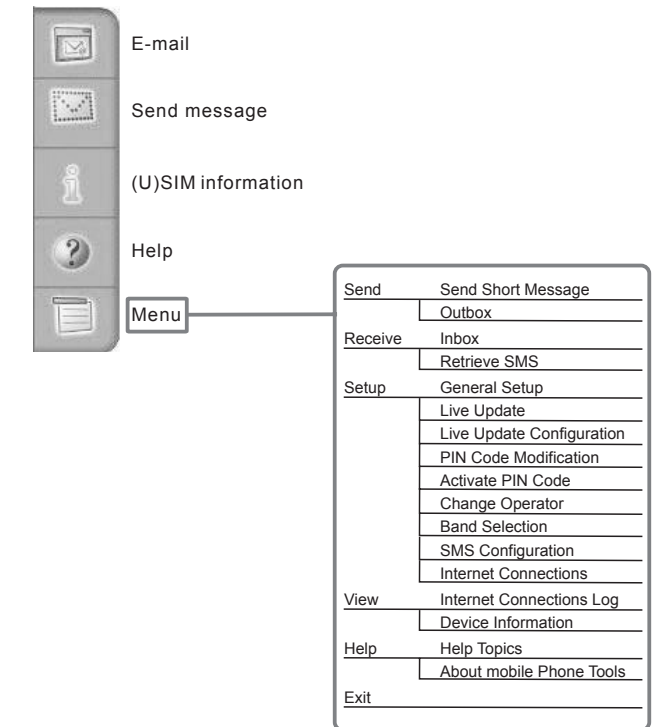 E-mail
Send message
(U)SIM information
Help
Menu
Send Send Short Message
Outbox
Receive Inbox
Retrieve SMS
Setup General Setup
Live Update
Live Update Configuration
PIN Code Modification
Activate PIN Code
Change Operator
Band Selection
SMS Configuration
Internet Connections
View Internet Connections Log
Device Information
Help Help Topics
About mobile Phone Tools
Exit